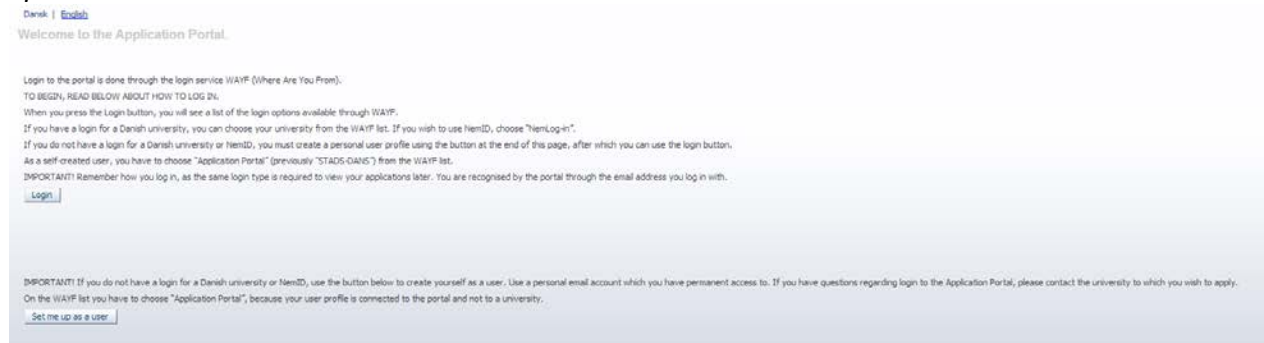 Dansk | English
Welcome to the Application Portal.
Login to the portal is done through the login service WAYF (Where Are You From).
TO BEGIN, READ BELOW ABOUT HOW TO LOG IN.
When you press the Login button, you will see a list of the login options available through WAYF.
If you have a login for a Danish university, you can choose your university from the WAYF list. If you wish to use NemID, choose "NemLog-in".
If you do not have a login for a Danish university or NemID, you must create a personal user profile using the button at the end of this page, after which you can use the login button.
As a self-created user, you have to choose "Application Portal" (previously "STADS-DANS") from the WAYF list.
IMPORTANT! Remember how you log in, as the same login type is required to view your applications later. You are recognised by the portal through the email address you log in with.
Login
IMPORTANT! If you do not have a login for a Danish university or NemID, use the button below to create yourself as a user. Use a personal email account which you have permanent access to. If you have questions regarding login to the Application Portal, please contact the university to which you wish to apply.
On the WAYF list you have to choose "Application Portal", because your user profile is connected to the portal and not to a university.
Set me up as a user